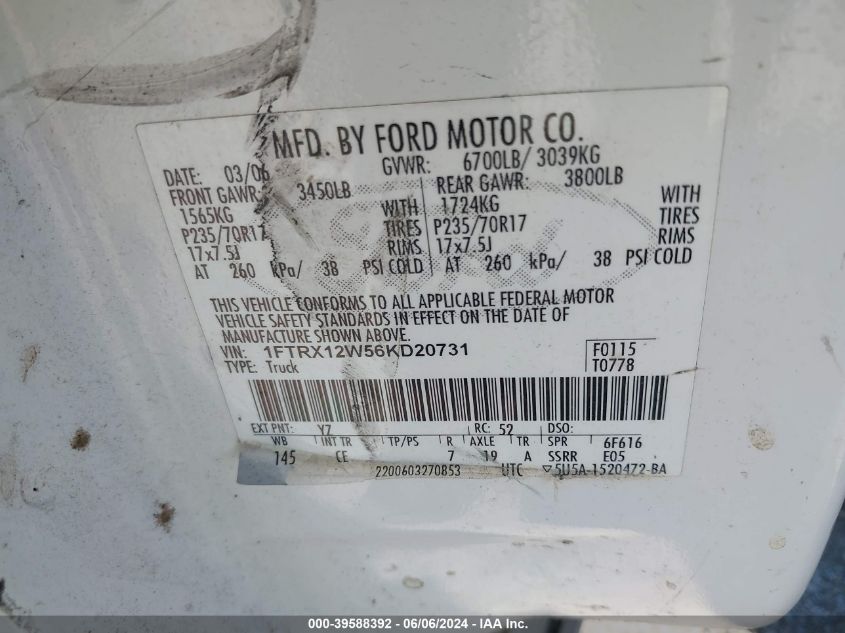 MFD. BY FORD MOTOR CO.
DATE: 03/06 GVWR: 6700LB/ 3039KG
FRONT GAWR: 3450LB REAR GAWR: 3800LB
1565KG WITH 1724KG WITH
P235/70R17 TIRES P235/70R17 TIRES
17x7.5J RIMS 17x7.5J RIMS
AT 260 kPa/ 38 PSI COLD AT 260 kPa/ 38 PSI COLD
THIS VEHICLE CONFORMS TO ALL APPLICABLE FEDERAL MOTOR
VEHICLE SAFETY STANDARDS IN EFFECT ON THE DATE OF
MANUFACTURE SHOWN ABOVE.
VIN: 1FTRX12W56KD20731 F0115
TYPE: Truck T0778
EXT PNT: YZ RC: 52 DSO:
WB INT TR TP/PS R AXLE TR SPR 6F616
145 CE 7 19 A SSRR E05
2200603270853 UTC ▽5U5A-1520472-BA
Ford
000-39588392 - 06/06/2024 - IAA Inc.